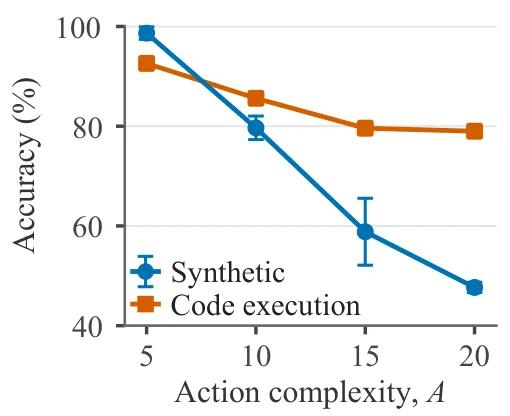 100
80
60
40
Accuracy (%)
Synthetic
Code execution
5 10 15 20
Action complexity, A